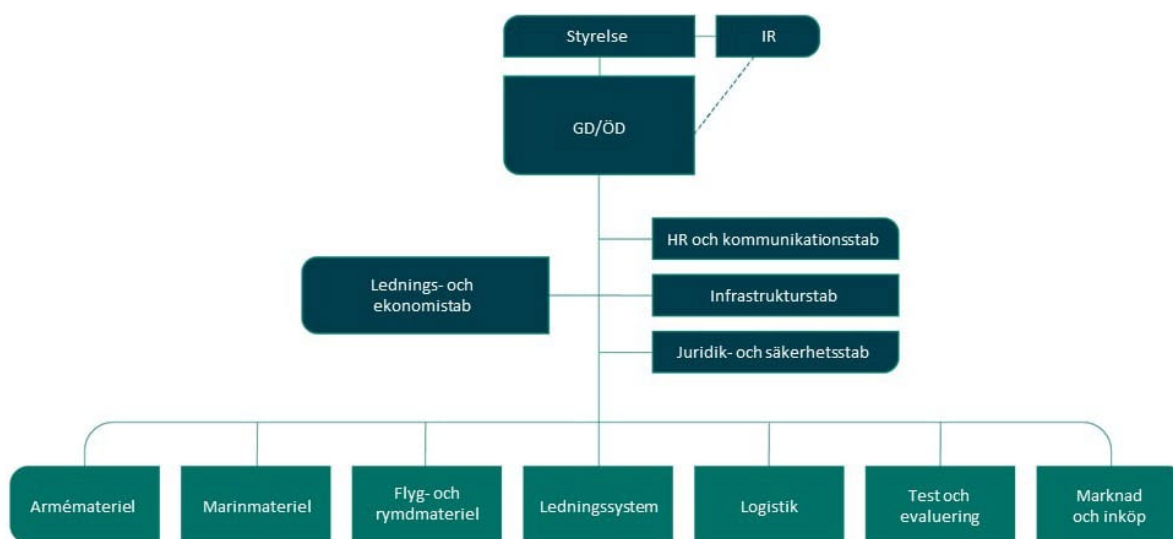 Styrelse
IR
GD/ÖD
HR och kommunikationsstab
Lednings- och
ekonomistab
Infrastrukturstab
Juridik- och säkerhetsstab
Armémateriel
Marinmateriel
Flyg- och
rymdmateriel
Ledningssystem
Logistik
Test och
evaluering
Marknad
och inköp